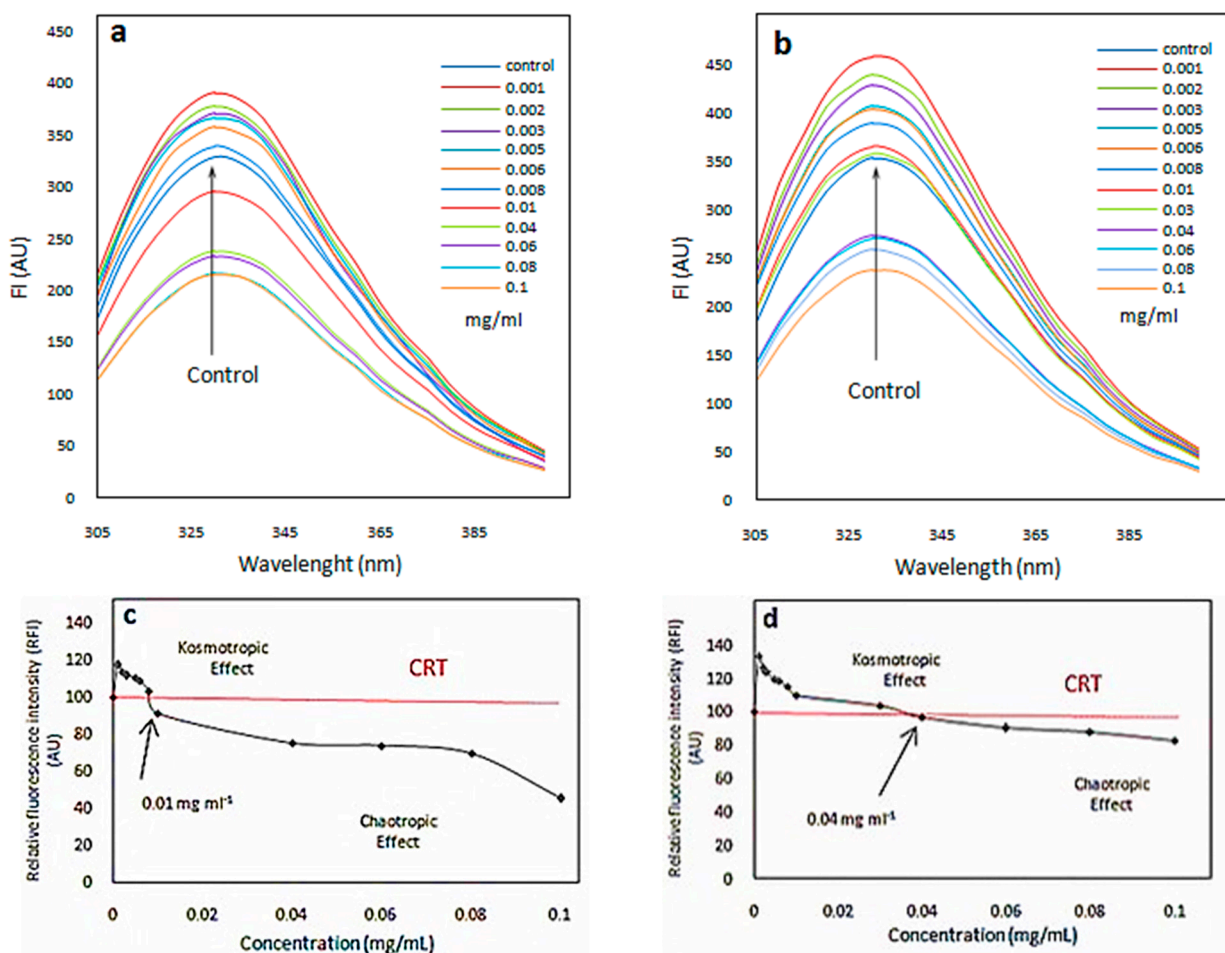 a
450
400
350
300
250
200
150
100
50
0
FI (AU)
control
0.001
0.002
0.003
0.005
0.006
0.008
0.01
0.04
0.06
0.08
0.1
mg/ml
Control
305 325 345 365 385
Wavelenght (nm)
b
450
400
350
300
250
200
150
100
50
0
FI (AU)
control
0.001
0.002
0.003
0.005
0.006
0.008
0.01
0.03
0.04
0.06
0.08
0.1
mg/ml
Control
305 325 345 365 385
Wavelength (nm)
c
140
120
100
80
60
40
20
0
Relative fluorescence intensity (RFI)
(AU)
Kosmotropic
Effect
CRT
0.01 mg ml-1
Chaotropic
Effect
0 0.02 0.04 0.06 0.08 0.1
Concentration (mg/mL)
d
140
120
100
80
60
40
20
0
Relative fluorescence intensity (RFI)
(AU)
Kosmotropic
Effect
CRT
0.04 mg ml-1
Chaotropic
Effect
0 0.02 0.04 0.06 0.08 0.1
Concentration (mg/mL)